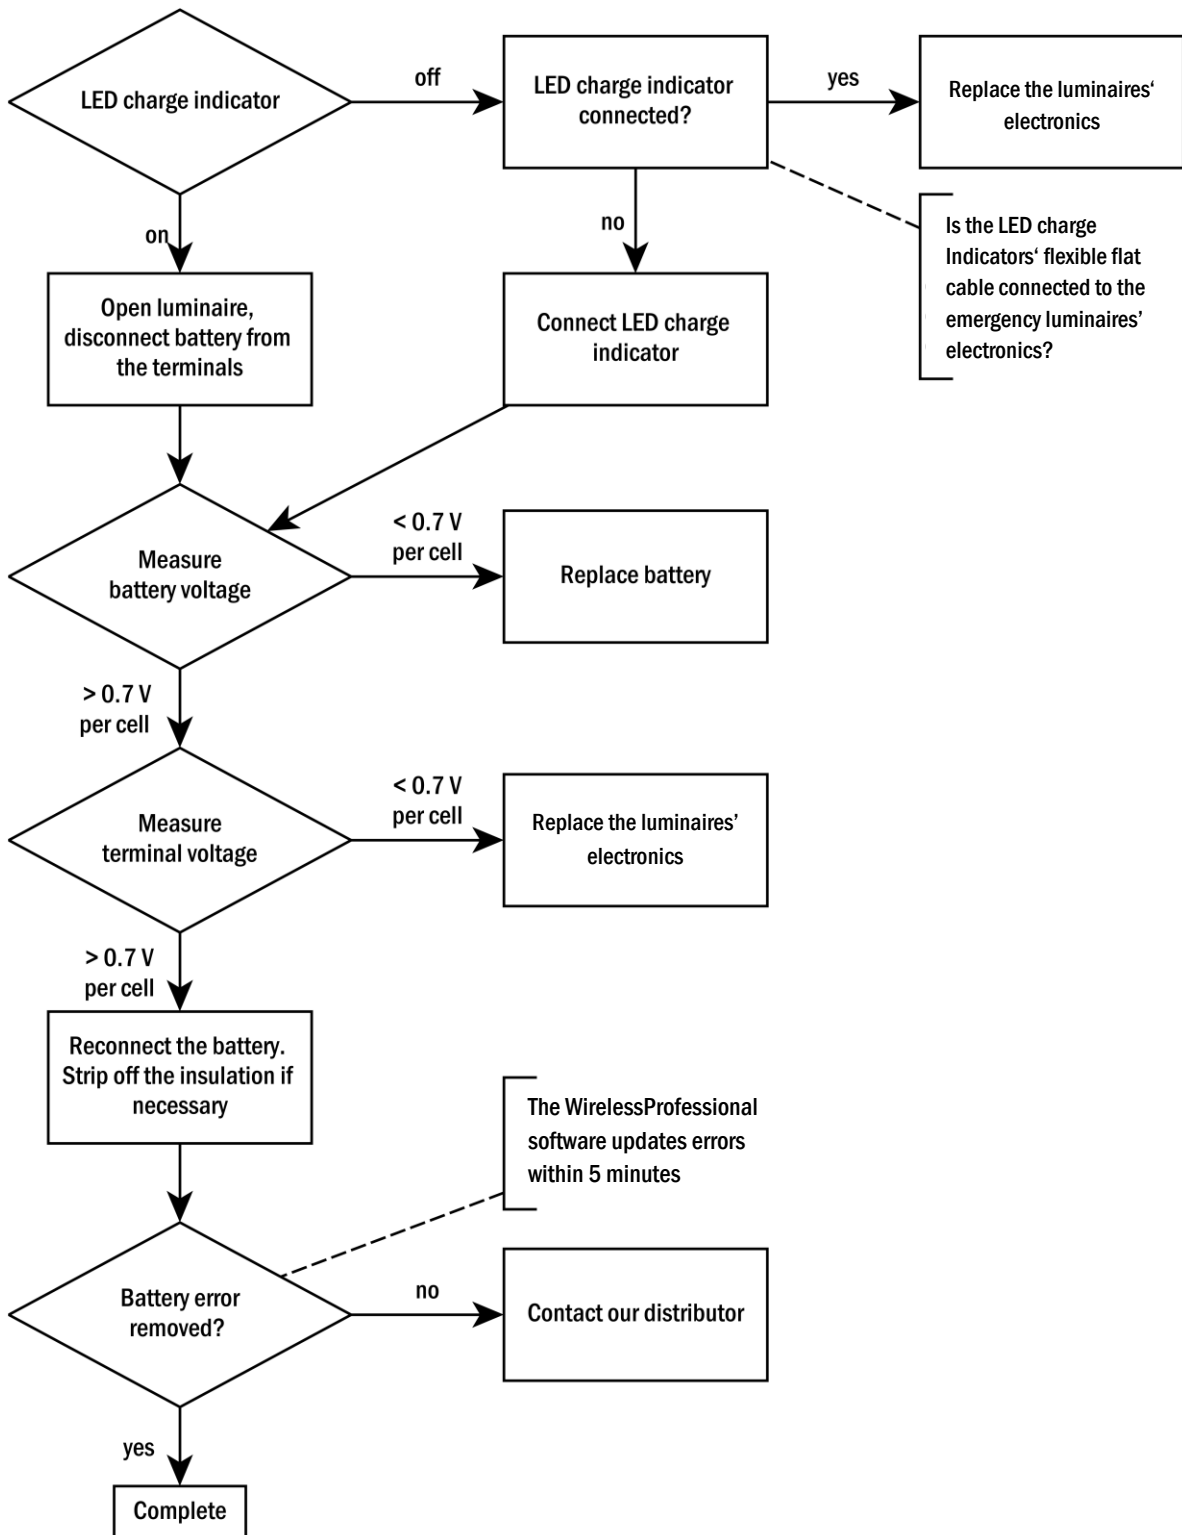 LED charge indicator
off
LED charge indicator
connected?
yes
Replace the luminaires‘
electronics
on
no
Is the LED charge
Indicators‘ flexible flat
cable connected to the
emergency luminaires’
electronics?
Open luminaire,
disconnect battery from
the terminals
Connect LED charge
indicator
Measure
battery voltage
< 0.7 V
per cell
Replace battery
> 0.7 V
per cell
Measure
terminal voltage
< 0.7 V
per cell
Replace the luminaires’
electronics
> 0.7 V
per cell
Reconnect the battery.
Strip off the insulation if
necessary
The WirelessProfessional
software updates errors
within 5 minutes
Battery error
removed?
no
Contact our distributor
yes
Complete